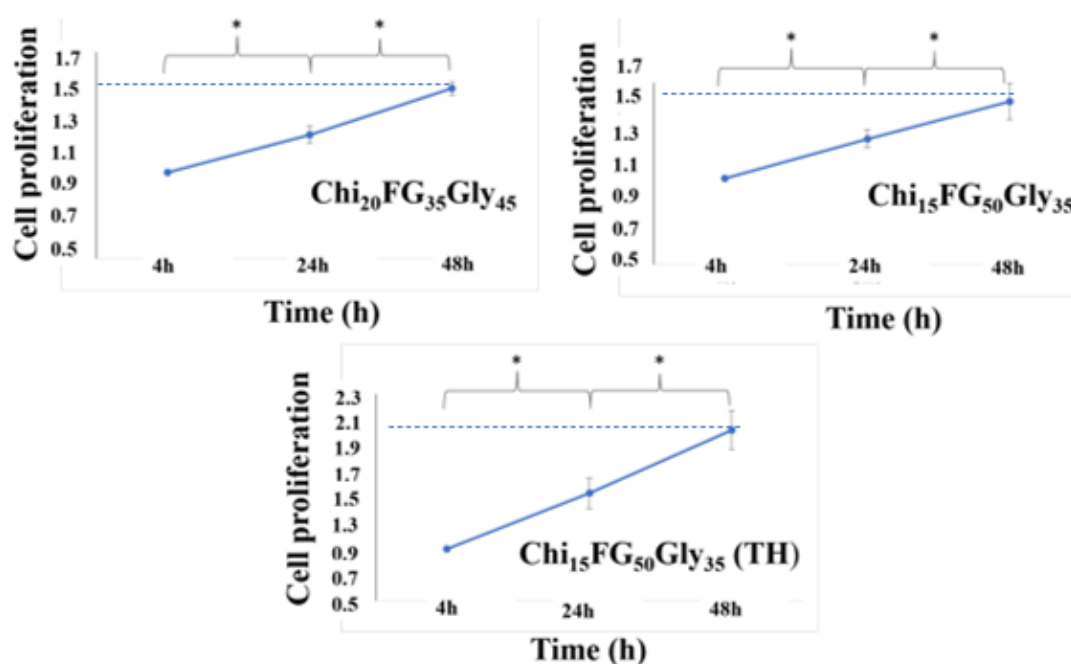 * *
Cell proliferation
1.7
1.5
1.3
1.1
0.9
0.7
0.5
Chi₂₀FG₃₅Gly₄₅
4h 24h 48h
Time (h)
* *
Cell proliferation
1.7
1.5
1.3
1.1
0.9
0.7
0.5
Chi₁₅FG₅₀Gly₃₅
4h 24h 48h
Time (h)
* *
Cell proliferation
2.3
2.1
1.9
1.7
1.5
1.3
0.9
0.7
0.5
Chi₁₅FG₅₀Gly₃₅ (TH)
4h 24h 48h
Time (h)